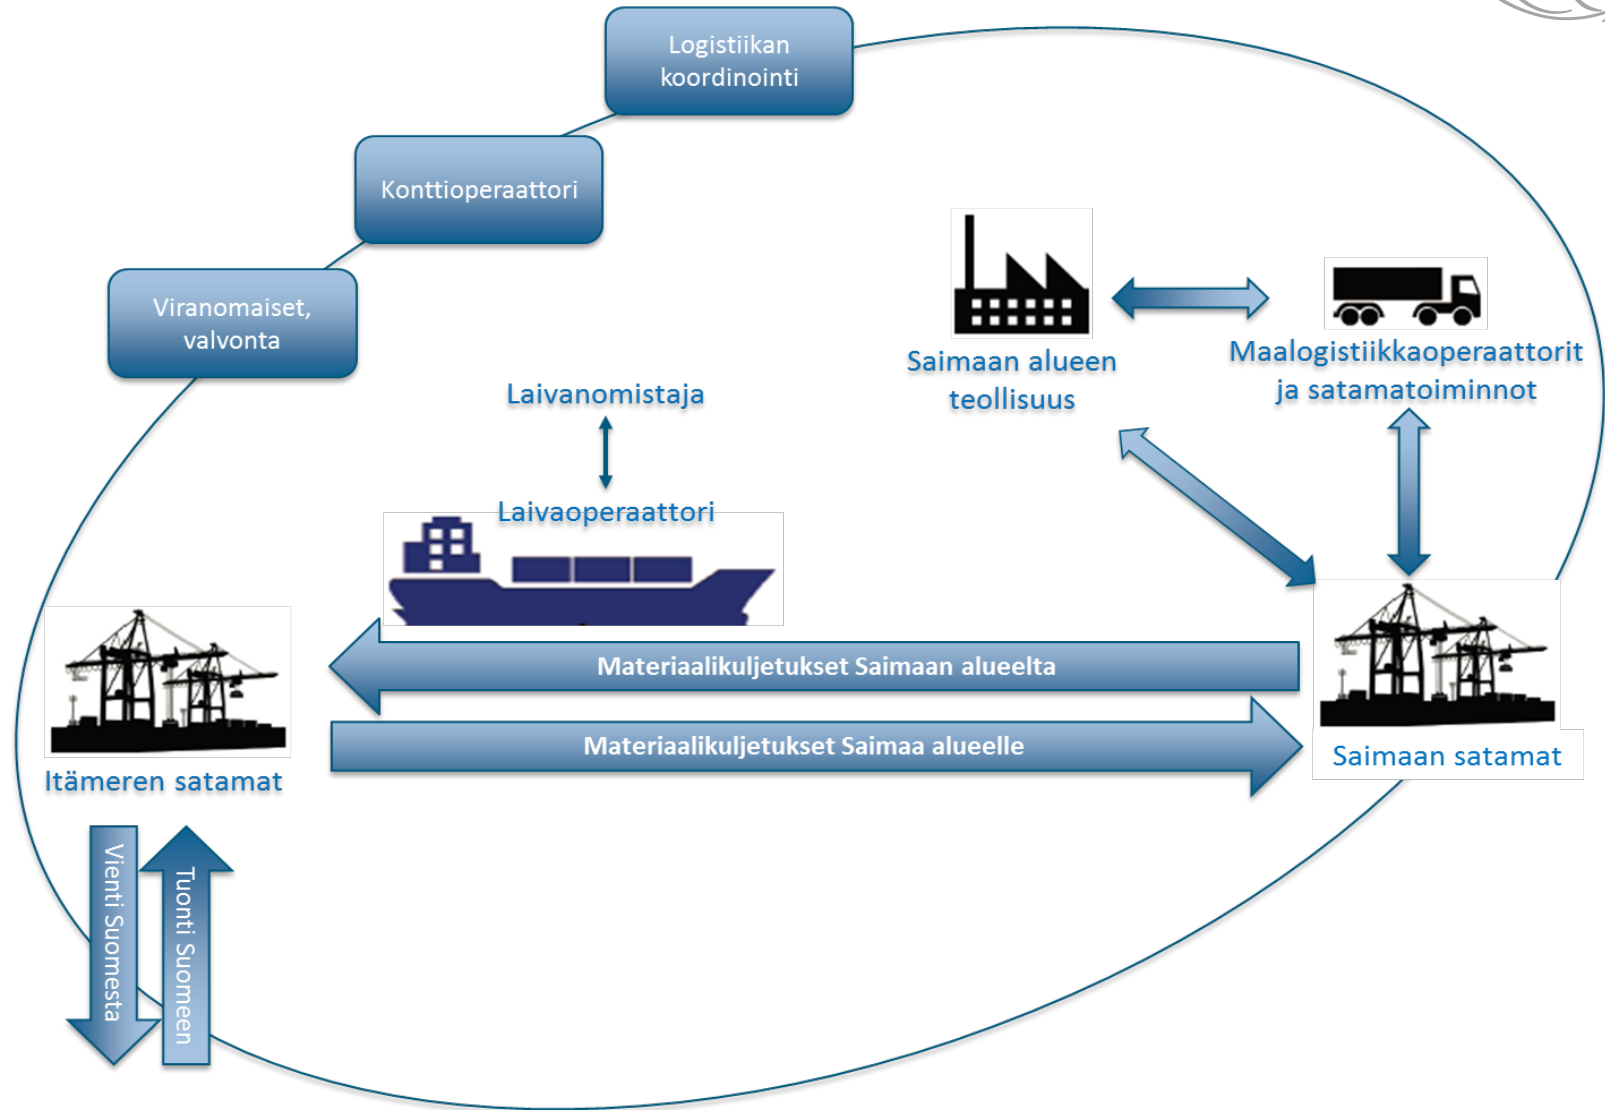 Logistiikan
koordinointi
Konttioperaattori
Viranomaiset,
valvonta
Saimaan alueen
teollisuus
Maalogistiikkaoperaattorit
ja satamatoiminnot
Laivanomistaja
Laivaoperaattori
Materiaalikuljetukset Saimaan alueelta
Materiaalikuljetukset Saimaa alueelle
Itämeren satamat
Saimaan satamat
Vienti Suomesta
Tuonti Suomeen